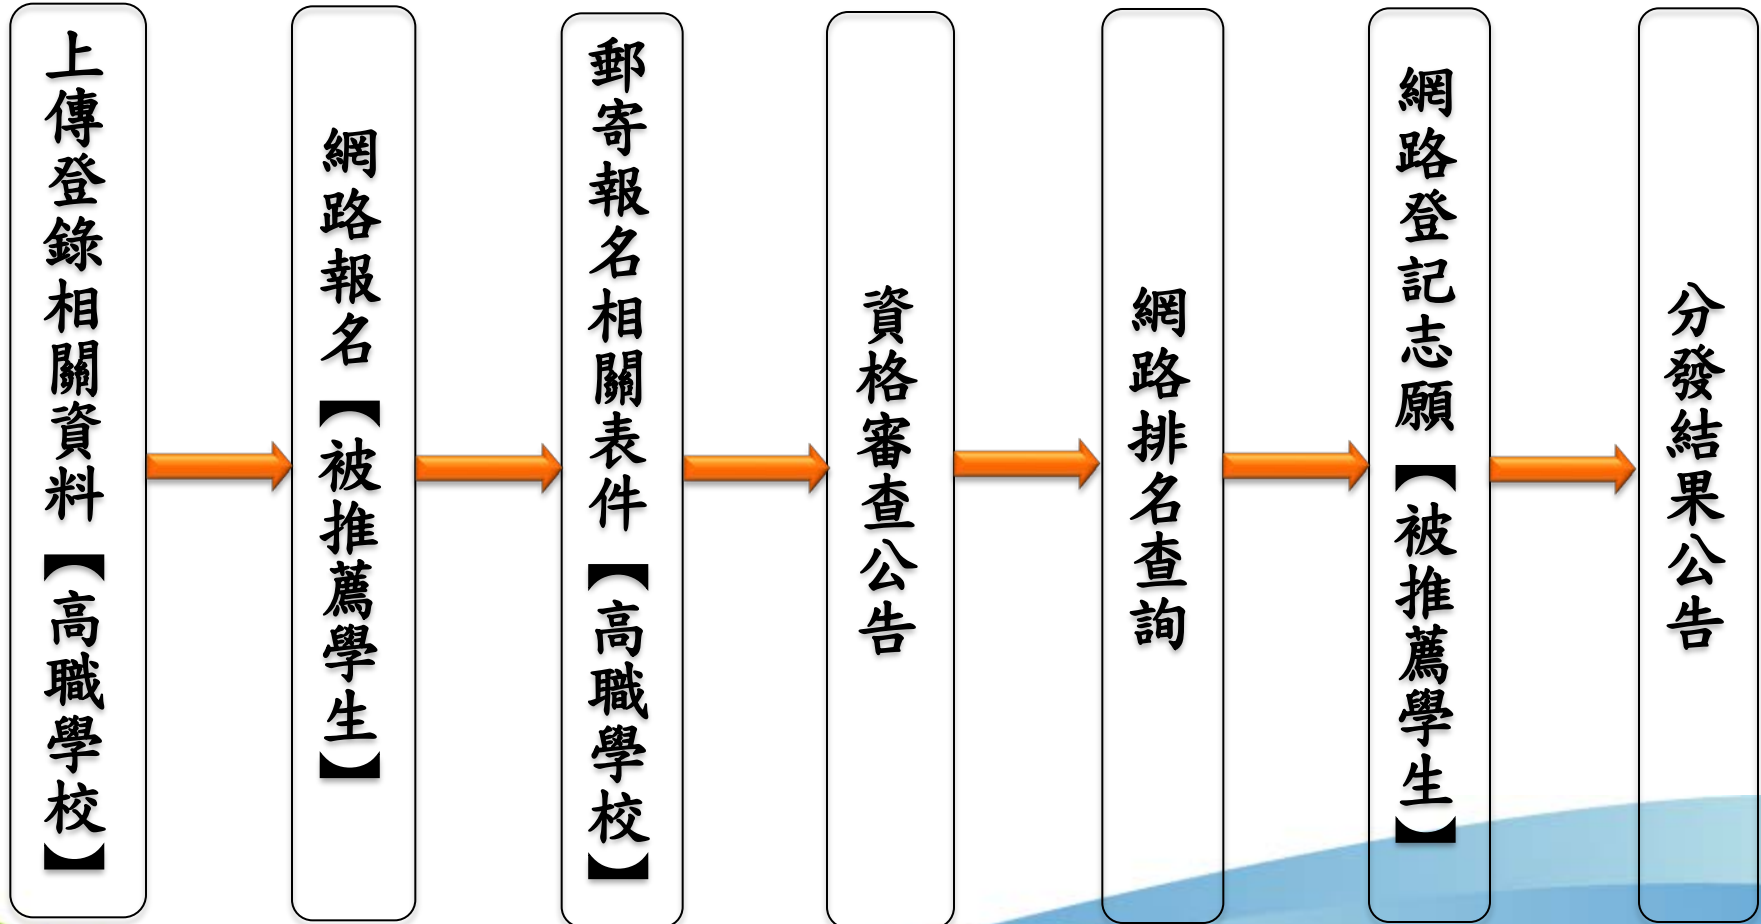 上傳登錄相關資料【高職學校】
網路報名【被推薦學生】
郵寄報名相關表件【高職學校】
資格審查公告
網路排名查詢
網路登記志願【被推薦學生】
分發結果公告